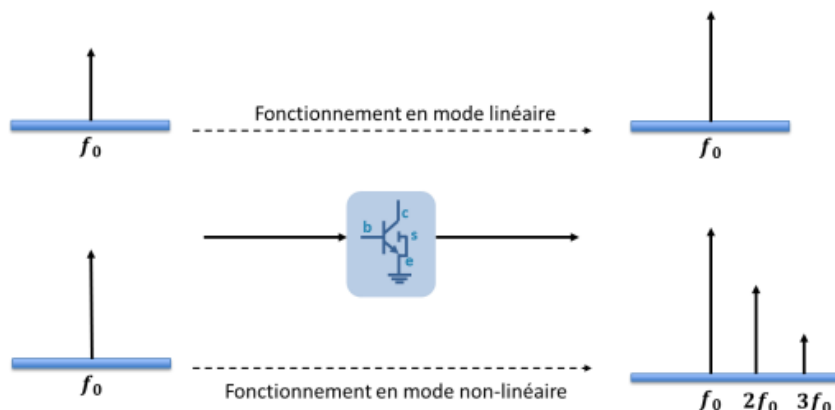 Fonctionnement en mode linéaire
f₀
f₀
c
b
s
e
f₀
Fonctionnement en mode non-linéaire
f₀ 2f₀ 3f₀